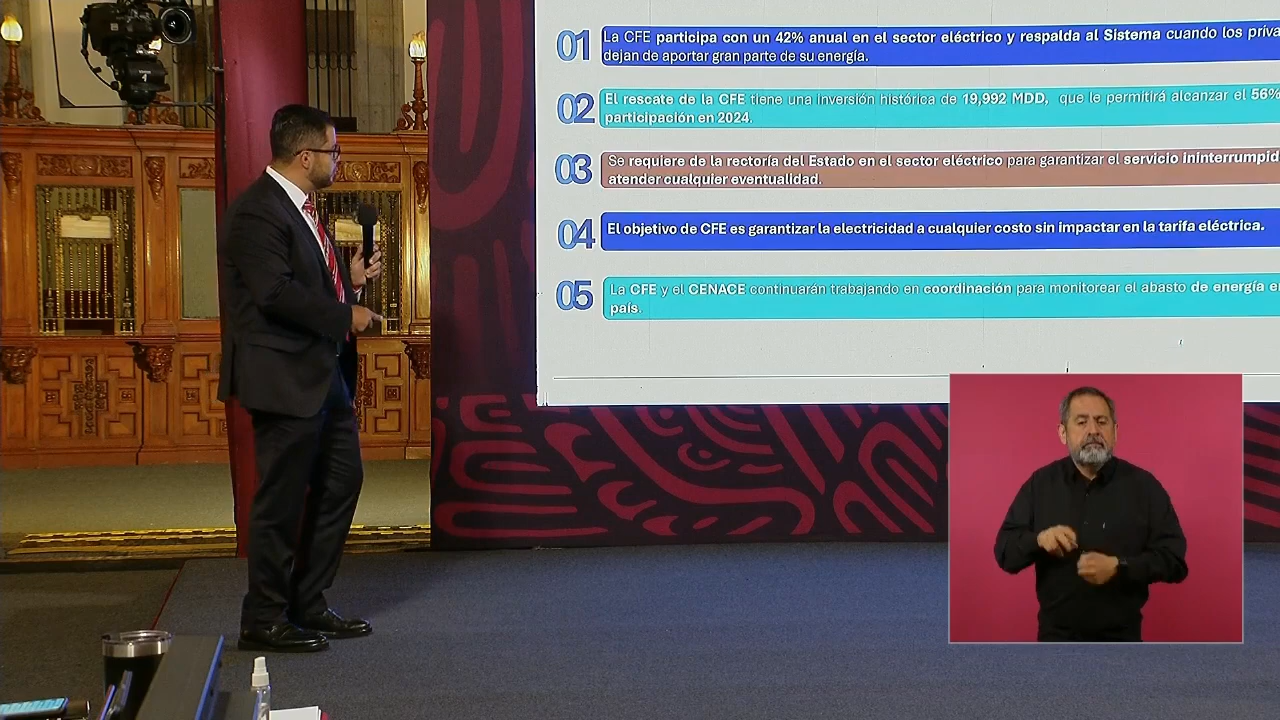 01 La CFE participa con un 42% anual en el sector eléctrico y respalda al Sistema cuando los priva
dejan de aportar gran parte de su energía.
02 El rescate de la CFE tiene una inversión histórica de 19,992 MDD, que le permitirá alcanzar el 56%
participación en 2024.
03 Se requiere de la rectoría del Estado en el sector eléctrico para garantizar el servicio ininterrumpid
atender cualquier eventualidad.
04 El objetivo de CFE es garantizar la electricidad a cualquier costo sin impactar en la tarifa eléctrica.
05 La CFE y el CENACE continuarán trabajando en coordinación para monitorear el abasto de energía en
país.